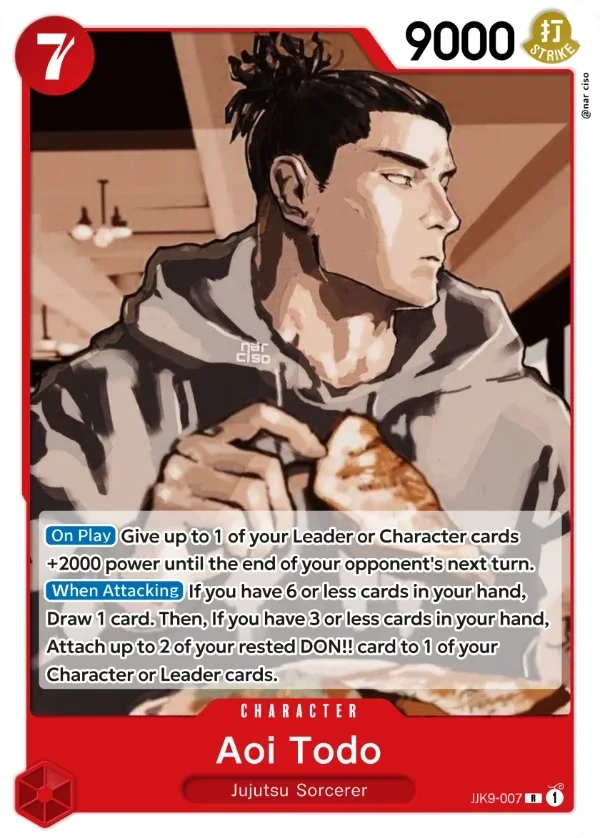 7
9000
打
STRIKE
@nar ciso
nar
ciso
On Play Give up to 1 of your Leader or Character cards
+2000 power until the end of your opponent's next turn.
When Attacking If you have 6 or less cards in your hand,
Draw 1 card. Then, If you have 3 or less cards in your hand,
Attach up to 2 of your rested DON!! card to 1 of your
Character or Leader cards.
CHARACTER
Aoi Todo
Jujutsu Sorcerer
JJK9-007 R 1